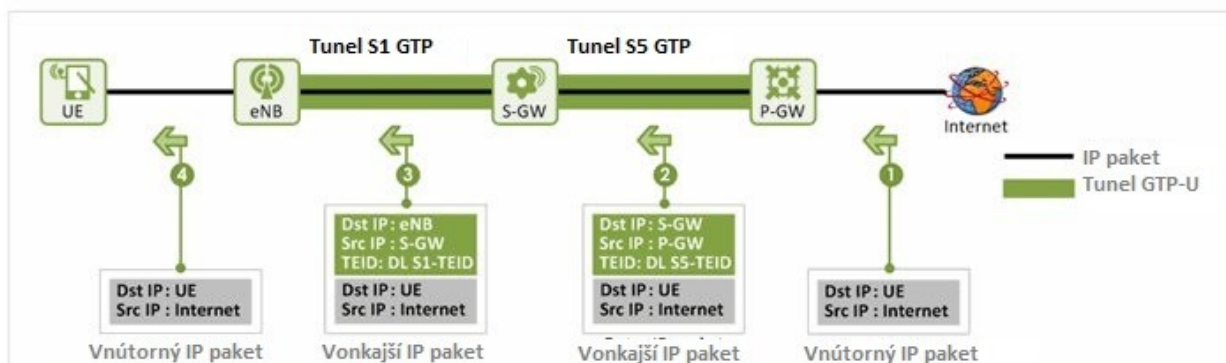 Tunel S1 GTP
Tunel S5 GTP
UE
eNB
S-GW
P-GW
Internet
IP paket
Tunel GTP-U
4
3
2
1
Dst IP : eNB
Src IP : S-GW
TEID: DL S1-TEID
Dst IP : UE
Src IP : Internet
Dst IP : S-GW
Src IP : P-GW
TEID: DL S5-TEID
Dst IP : UE
Src IP : Internet
Dst IP : UE
Src IP : Internet
Dst IP : UE
Src IP : Internet
Vnútorný IP paket
Vonkajší IP paket
Vonkajší IP paket
Vnútorný IP paket